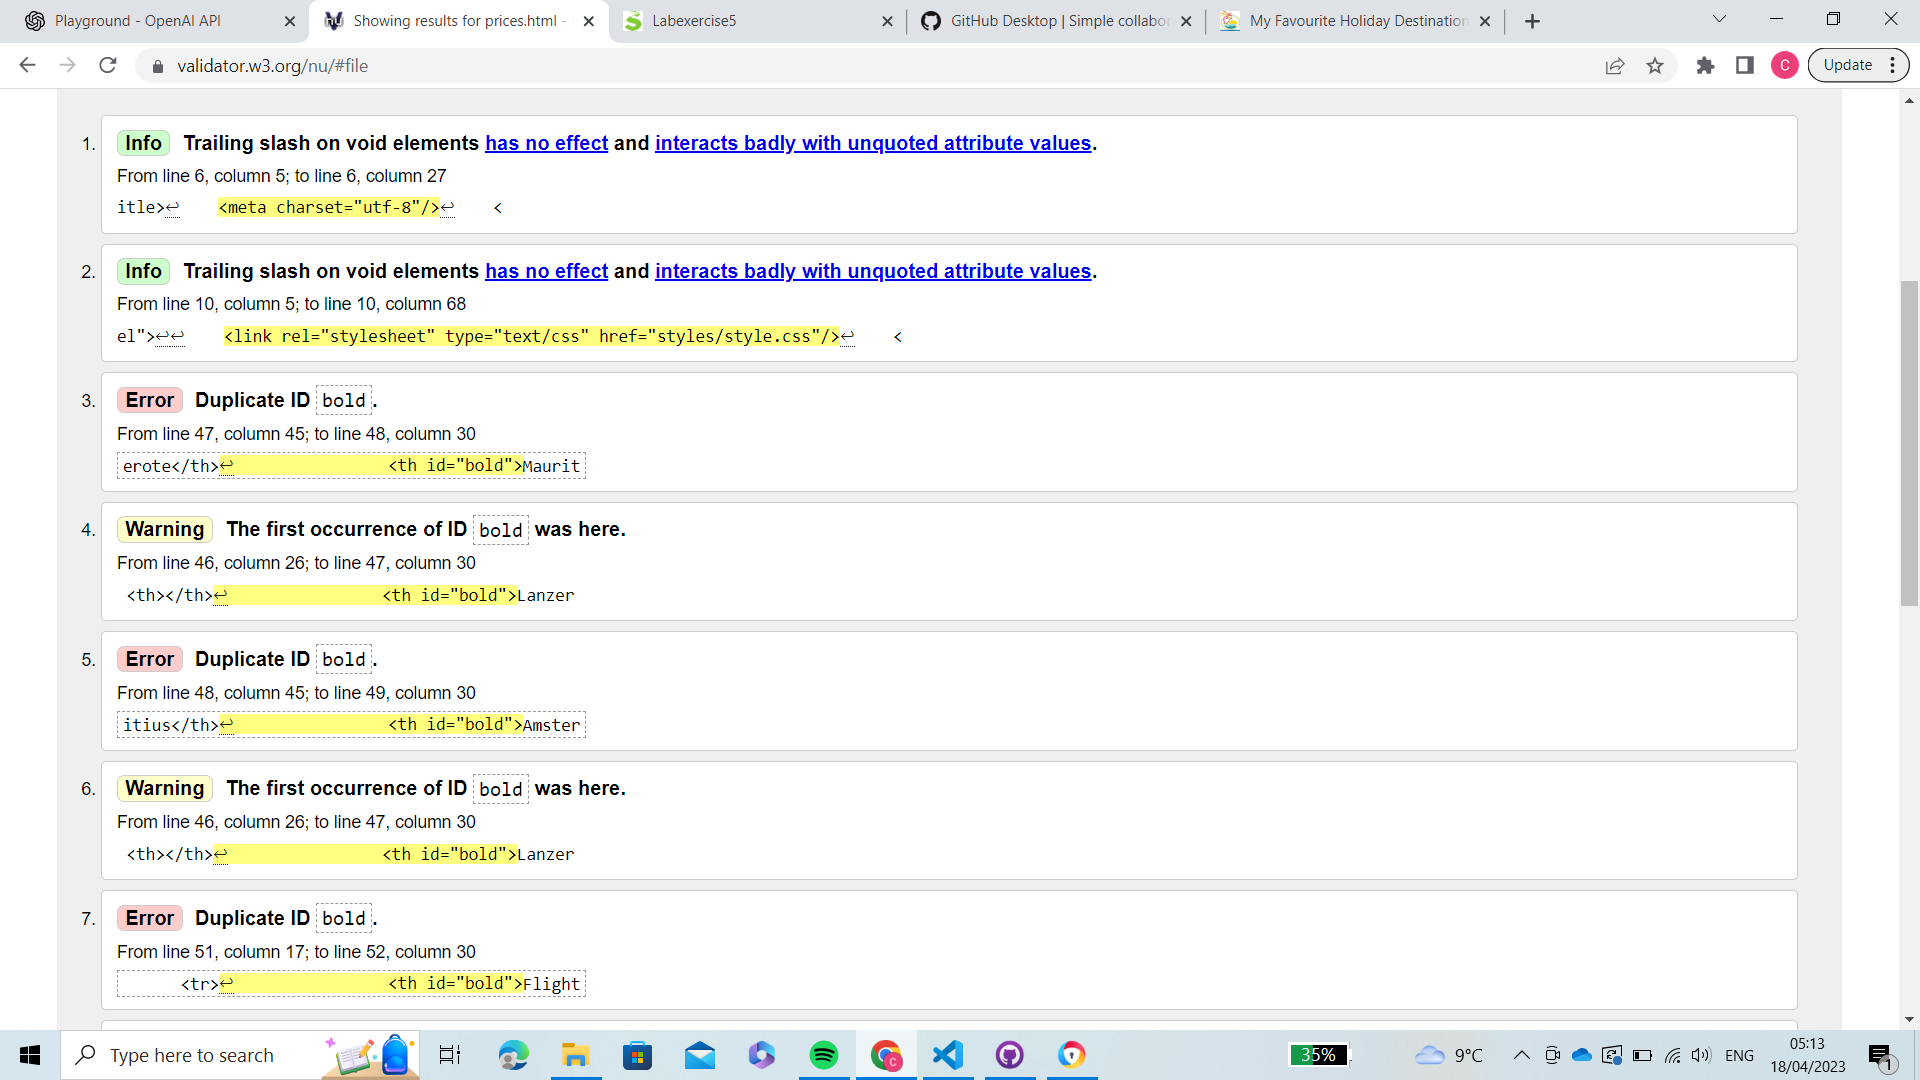 Playground - OpenAI API
Showing results for prices.html -
Labexercise5
GitHub Desktop | Simple collabor
My Favourite Holiday Destination
validator.w3.org/nu/#file
C
Update
1. Info Trailing slash on void elements has no effect and interacts badly with unquoted attribute values.
From line 6, column 5; to line 6, column 27
itle>↩    <meta charset="utf-8"/>↩    <
2. Info Trailing slash on void elements has no effect and interacts badly with unquoted attribute values.
From line 10, column 5; to line 10, column 68
el">↩↩    <link rel="stylesheet" type="text/css" href="styles/style.css"/>↩    <
3. Error Duplicate ID bold.
From line 47, column 45; to line 48, column 30
erote</th>↩                <th id="bold">Maurit
4. Warning The first occurrence of ID bold was here.
From line 46, column 26; to line 47, column 30
<th></th>↩                <th id="bold">Lanzer
5. Error Duplicate ID bold.
From line 48, column 45; to line 49, column 30
itius</th>↩                <th id="bold">Amster
6. Warning The first occurrence of ID bold was here.
From line 46, column 26; to line 47, column 30
<th></th>↩                <th id="bold">Lanzer
7. Error Duplicate ID bold.
From line 51, column 17; to line 52, column 30
<tr>↩                <th id="bold">Flight
Type here to search
35%
9°C
ENG
05:13
18/04/2023
1